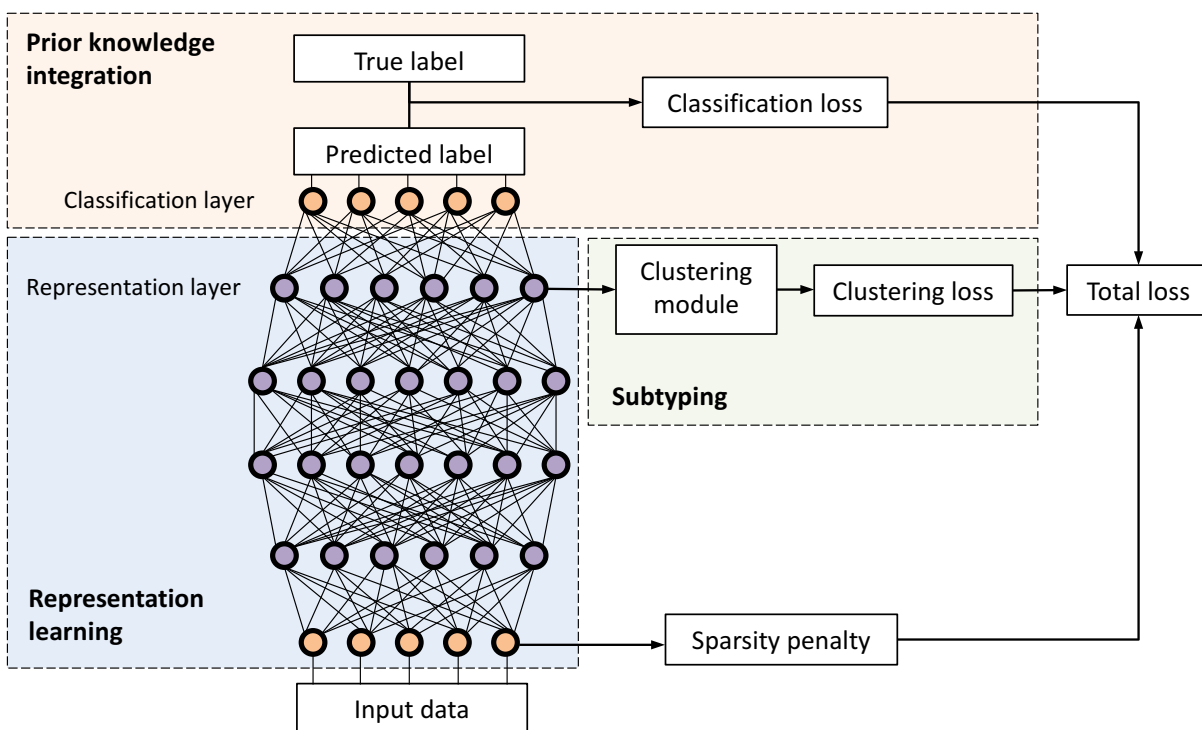 Prior knowledge
integration
True label
Classification loss
Predicted label
Classification layer
Representation layer
Clustering
module
Clustering loss
Total loss
Subtyping
Representation
learning
Sparsity penalty
Input data